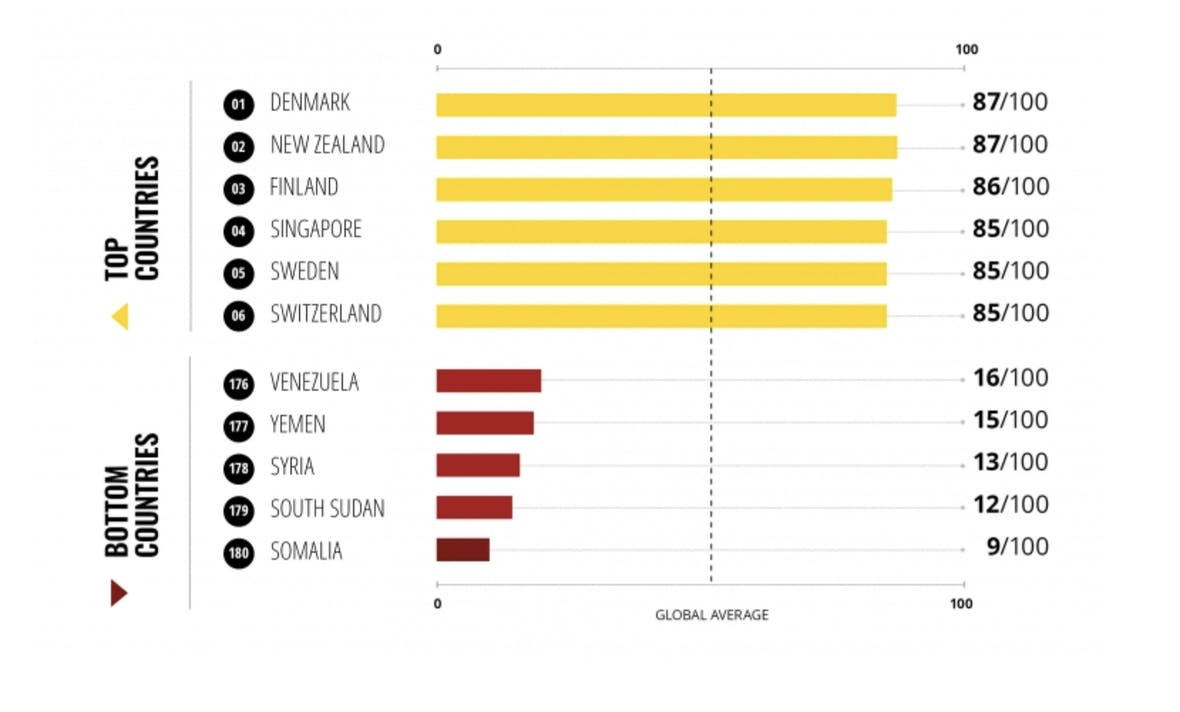 0 100
TOP
COUNTRIES
01 DENMARK 87/100
02 NEW ZEALAND 87/100
03 FINLAND 86/100
04 SINGAPORE 85/100
05 SWEDEN 85/100
06 SWITZERLAND 85/100
BOTTOM
COUNTRIES
176 VENEZUELA 16/100
177 YEMEN 15/100
178 SYRIA 13/100
179 SOUTH SUDAN 12/100
180 SOMALIA 9/100
0 100
GLOBAL AVERAGE